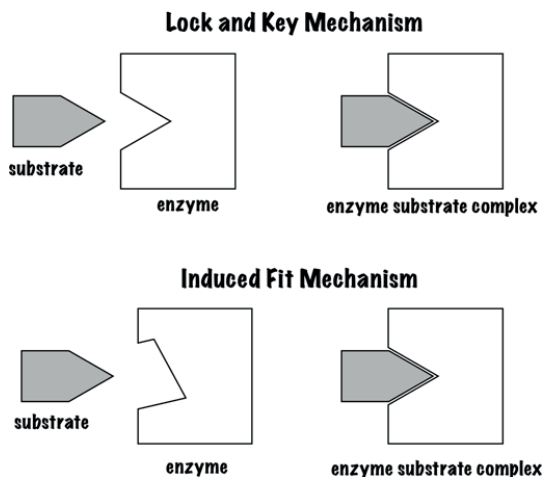 Lock and Key Mechanism
substrate
enzyme
enzyme substrate complex
Induced Fit Mechanism
substrate
enzyme
enzyme substrate complex